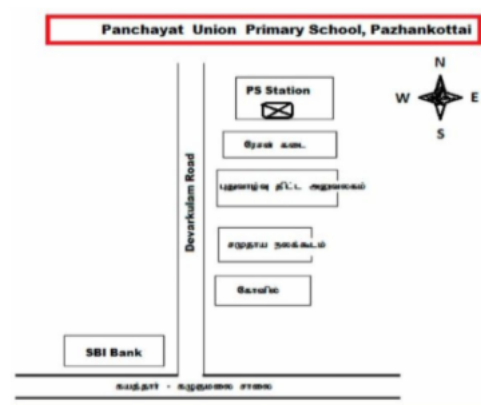 Panchayat Union Primary School, Pazhankottai
N
PS Station
W E
S
ரேசன் கடை
புதுவாழ்வு திட்ட அலுவலகம்
Devarkulam Road
சமுதாய நலக்கூடம்
கோவில்
SBI Bank
கயத்தார் - கழுகுமலை சாலை